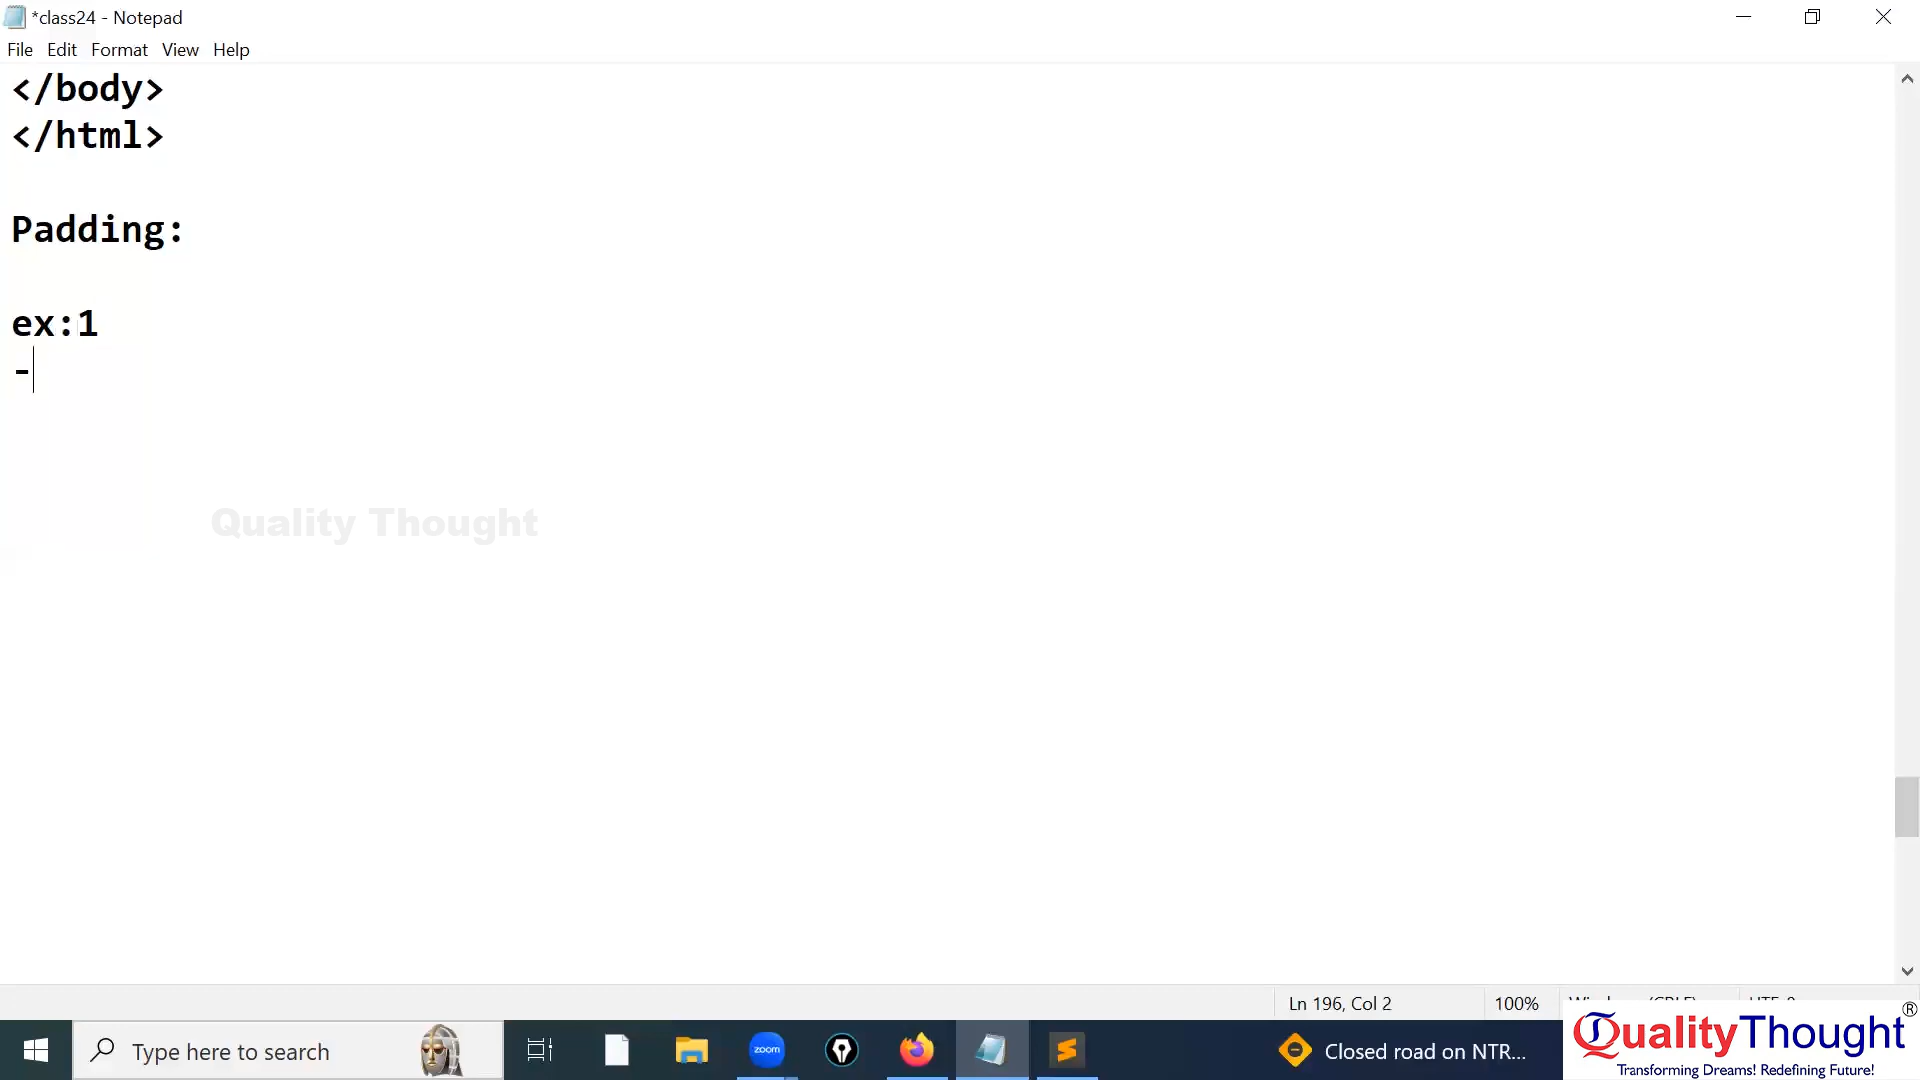 *class24 - Notepad
File Edit Format View Help
</body>
</html>
Padding:
ex:1
-
Quality Thought
Ln 196, Col 2
100%
Type here to search
zoom
Closed road on NTR...
QualityThought®
Transforming Dreams! Redefining Future!